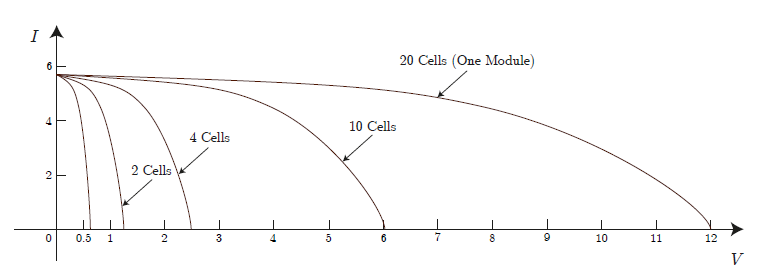 I
6
20 Cells (One Module)
4
10 Cells
4 Cells
2 Cells
2
0 0.5 1 2 3 4 5 6 7 8 9 10 11 12
V